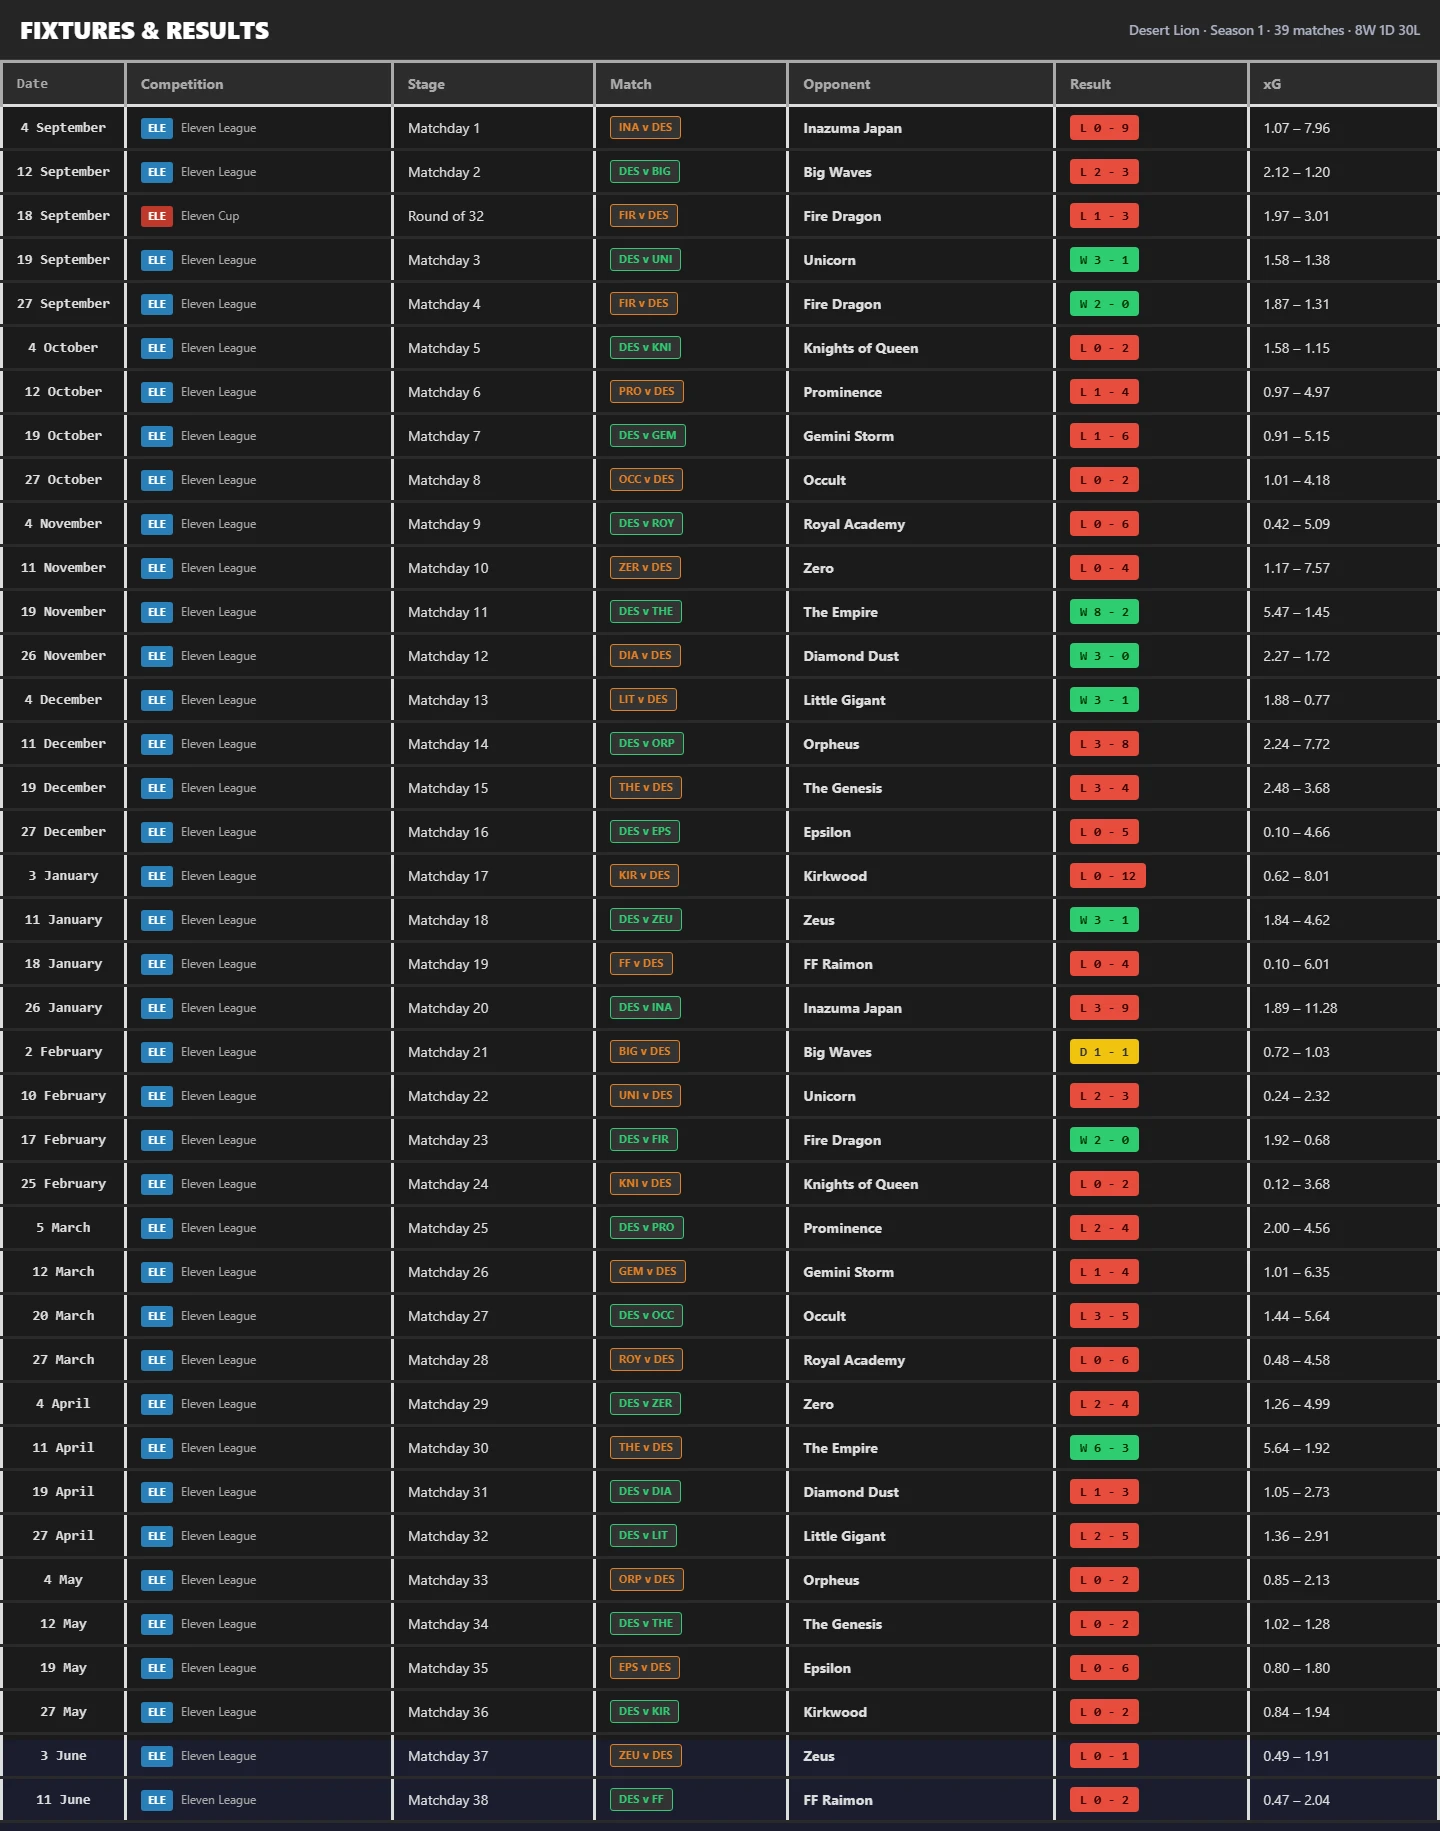 FIXTURES & RESULTS
Desert Lion · Season 1 · 39 matches · 8W 1D 30L
Date Competition Stage Match Opponent Result xG
4 September ELE Eleven League Matchday 1 INA v DES Inazuma Japan L 0 - 9 1.07 – 7.96
12 September ELE Eleven League Matchday 2 DES v BIG Big Waves L 2 - 3 2.12 – 1.20
18 September ELE Eleven Cup Round of 32 FIR v DES Fire Dragon L 1 - 3 1.97 – 3.01
19 September ELE Eleven League Matchday 3 DES v UNI Unicorn W 3 - 1 1.58 – 1.38
27 September ELE Eleven League Matchday 4 FIR v DES Fire Dragon W 2 - 0 1.87 – 1.31
4 October ELE Eleven League Matchday 5 DES v KNI Knights of Queen L 0 - 2 1.58 – 1.15
12 October ELE Eleven League Matchday 6 PRO v DES Prominence L 1 - 4 0.97 – 4.97
19 October ELE Eleven League Matchday 7 DES v GEM Gemini Storm L 1 - 6 0.91 – 5.15
27 October ELE Eleven League Matchday 8 OCC v DES Occult L 0 - 2 1.01 – 4.18
4 November ELE Eleven League Matchday 9 DES v ROY Royal Academy L 0 - 6 0.42 – 5.09
11 November ELE Eleven League Matchday 10 ZER v DES Zero L 0 - 4 1.17 – 7.57
19 November ELE Eleven League Matchday 11 DES v THE The Empire W 8 - 2 5.47 – 1.45
26 November ELE Eleven League Matchday 12 DIA v DES Diamond Dust W 3 - 0 2.27 – 1.72
4 December ELE Eleven League Matchday 13 LIT v DES Little Gigant W 3 - 1 1.88 – 0.77
11 December ELE Eleven League Matchday 14 DES v ORP Orpheus L 3 - 8 2.24 – 7.72
19 December ELE Eleven League Matchday 15 THE v DES The Genesis L 3 - 4 2.48 – 3.68
27 December ELE Eleven League Matchday 16 DES v EPS Epsilon L 0 - 5 0.10 – 4.66
3 January ELE Eleven League Matchday 17 KIR v DES Kirkwood L 0 - 12 0.62 – 8.01
11 January ELE Eleven League Matchday 18 DES v ZEU Zeus W 3 - 1 1.84 – 4.62
18 January ELE Eleven League Matchday 19 FF v DES FF Raimon L 0 - 4 0.10 – 6.01
26 January ELE Eleven League Matchday 20 DES v INA Inazuma Japan L 3 - 9 1.89 – 11.28
2 February ELE Eleven League Matchday 21 BIG v DES Big Waves D 1 - 1 0.72 – 1.03
10 February ELE Eleven League Matchday 22 UNI v DES Unicorn L 2 - 3 0.24 – 2.32
17 February ELE Eleven League Matchday 23 DES v FIR Fire Dragon W 2 - 0 1.92 – 0.68
25 February ELE Eleven League Matchday 24 KNI v DES Knights of Queen L 0 - 2 0.12 – 3.68
5 March ELE Eleven League Matchday 25 DES v PRO Prominence L 2 - 4 2.00 – 4.56
12 March ELE Eleven League Matchday 26 GEM v DES Gemini Storm L 1 - 4 1.01 – 6.35
20 March ELE Eleven League Matchday 27 DES v OCC Occult L 3 - 5 1.44 – 5.64
27 March ELE Eleven League Matchday 28 ROY v DES Royal Academy L 0 - 6 0.48 – 4.58
4 April ELE Eleven League Matchday 29 DES v ZER Zero L 2 - 4 1.26 – 4.99
11 April ELE Eleven League Matchday 30 THE v DES The Empire W 6 - 3 5.64 – 1.92
19 April ELE Eleven League Matchday 31 DES v DIA Diamond Dust L 1 - 3 1.05 – 2.73
27 April ELE Eleven League Matchday 32 DES v LIT Little Gigant L 2 - 5 1.36 – 2.91
4 May ELE Eleven League Matchday 33 ORP v DES Orpheus L 0 - 2 0.85 – 2.13
12 May ELE Eleven League Matchday 34 DES v THE The Genesis L 0 - 2 1.02 – 1.28
19 May ELE Eleven League Matchday 35 EPS v DES Epsilon L 0 - 6 0.80 – 1.80
27 May ELE Eleven League Matchday 36 DES v KIR Kirkwood L 0 - 2 0.84 – 1.94
3 June ELE Eleven League Matchday 37 ZEU v DES Zeus L 0 - 1 0.49 – 1.91
11 June ELE Eleven League Matchday 38 DES v FF FF Raimon L 0 - 2 0.47 – 2.04